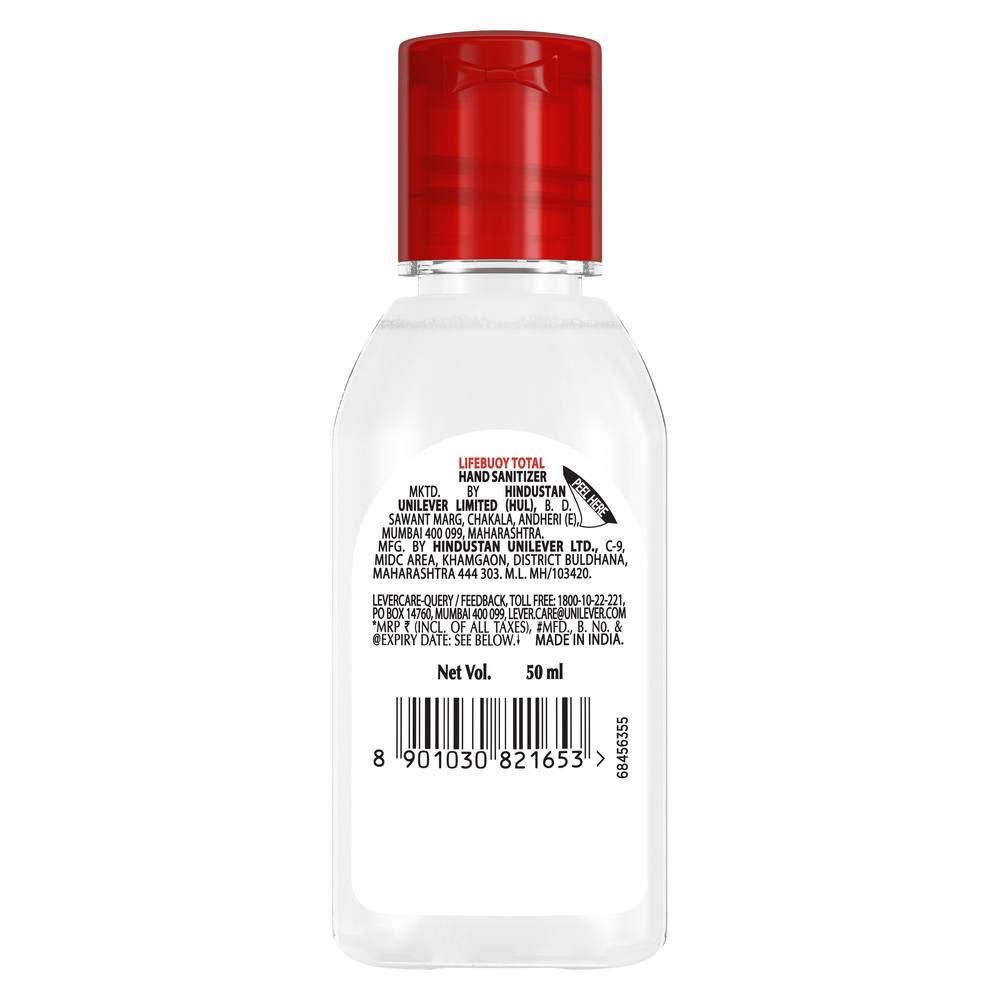 LIFEBUOY TOTAL
HAND SANITIZER
PEEL HERE
MKTD. BY HINDUSTAN
UNILEVER LIMITED (HUL), B. D.
SAWANT MARG, CHAKALA, ANDHERI (E),
MUMBAI 400 099, MAHARASHTRA.
MFG. BY HINDUSTAN UNILEVER LTD., C-9,
MIDC AREA, KHAMGAON, DISTRICT BULDHANA,
MAHARASHTRA 444 303. M.L. MH/103420.
LEVERCARE-QUERY / FEEDBACK, TOLL FREE: 1800-10-22-221,
PO BOX 14760, MUMBAI 400 099, LEVER.CARE@UNILEVER.COM
*MRP ₹ (INCL. OF ALL TAXES), #MFD., B. N0. &
@EXPIRY DATE: SEE BELOW. MADE IN INDIA.
Net Vol. 50 ml
8 901030 821653 >
68456355